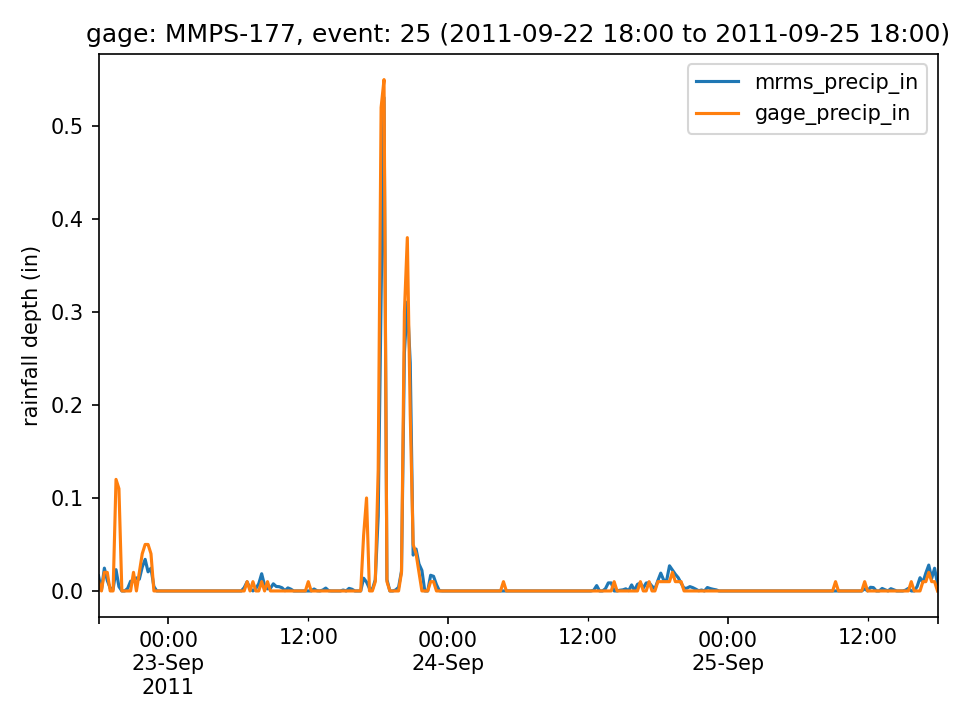 gage: MMPS-177, event: 25 (2011-09-22 18:00 to 2011-09-25 18:00)
mrms_precip_in
gage_precip_in
rainfall depth (in)
0.5
0.4
0.3
0.2
0.1
0.0
00:00 12:00 00:00 12:00 00:00 12:00
23-Sep 24-Sep 25-Sep
2011